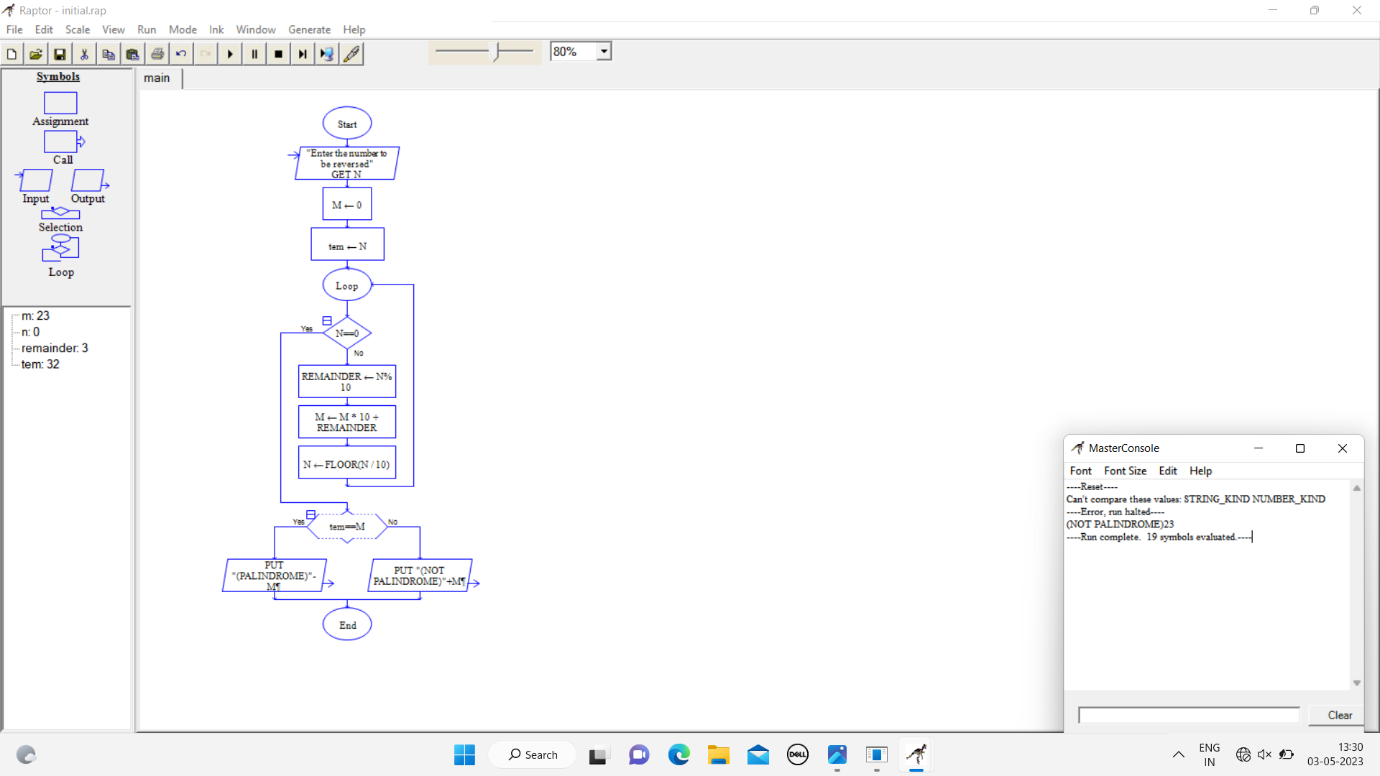 Raptor - initial.rap
File Edit Scale View Run Mode Ink Window Generate Help
80%
Symbols
main
Assignment
Call
Input Output
Selection
Loop
m: 23
n: 0
remainder: 3
tem: 32
Start
"Enter the number to
be reversed"
GET N
M ← 0
tem ← N
Loop
Yes
N==0
No
REMAINDER ← N%
10
M ← M * 10 +
REMAINDER
N ← FLOOR(N / 10)
Yes
tem==M
No
PUT
"(PALINDROME)"-
M¶
PUT "(NOT
PALINDROME)"+M¶
End
MasterConsole
Font Font Size Edit Help
----Reset----
Can't compare these values: STRING_KIND NUMBER_KIND
----Error, run halted----
(NOT PALINDROME)23
----Run complete. 19 symbols evaluated.----
Clear
Search
DELL
ENG
IN
13:30
03-05-2023